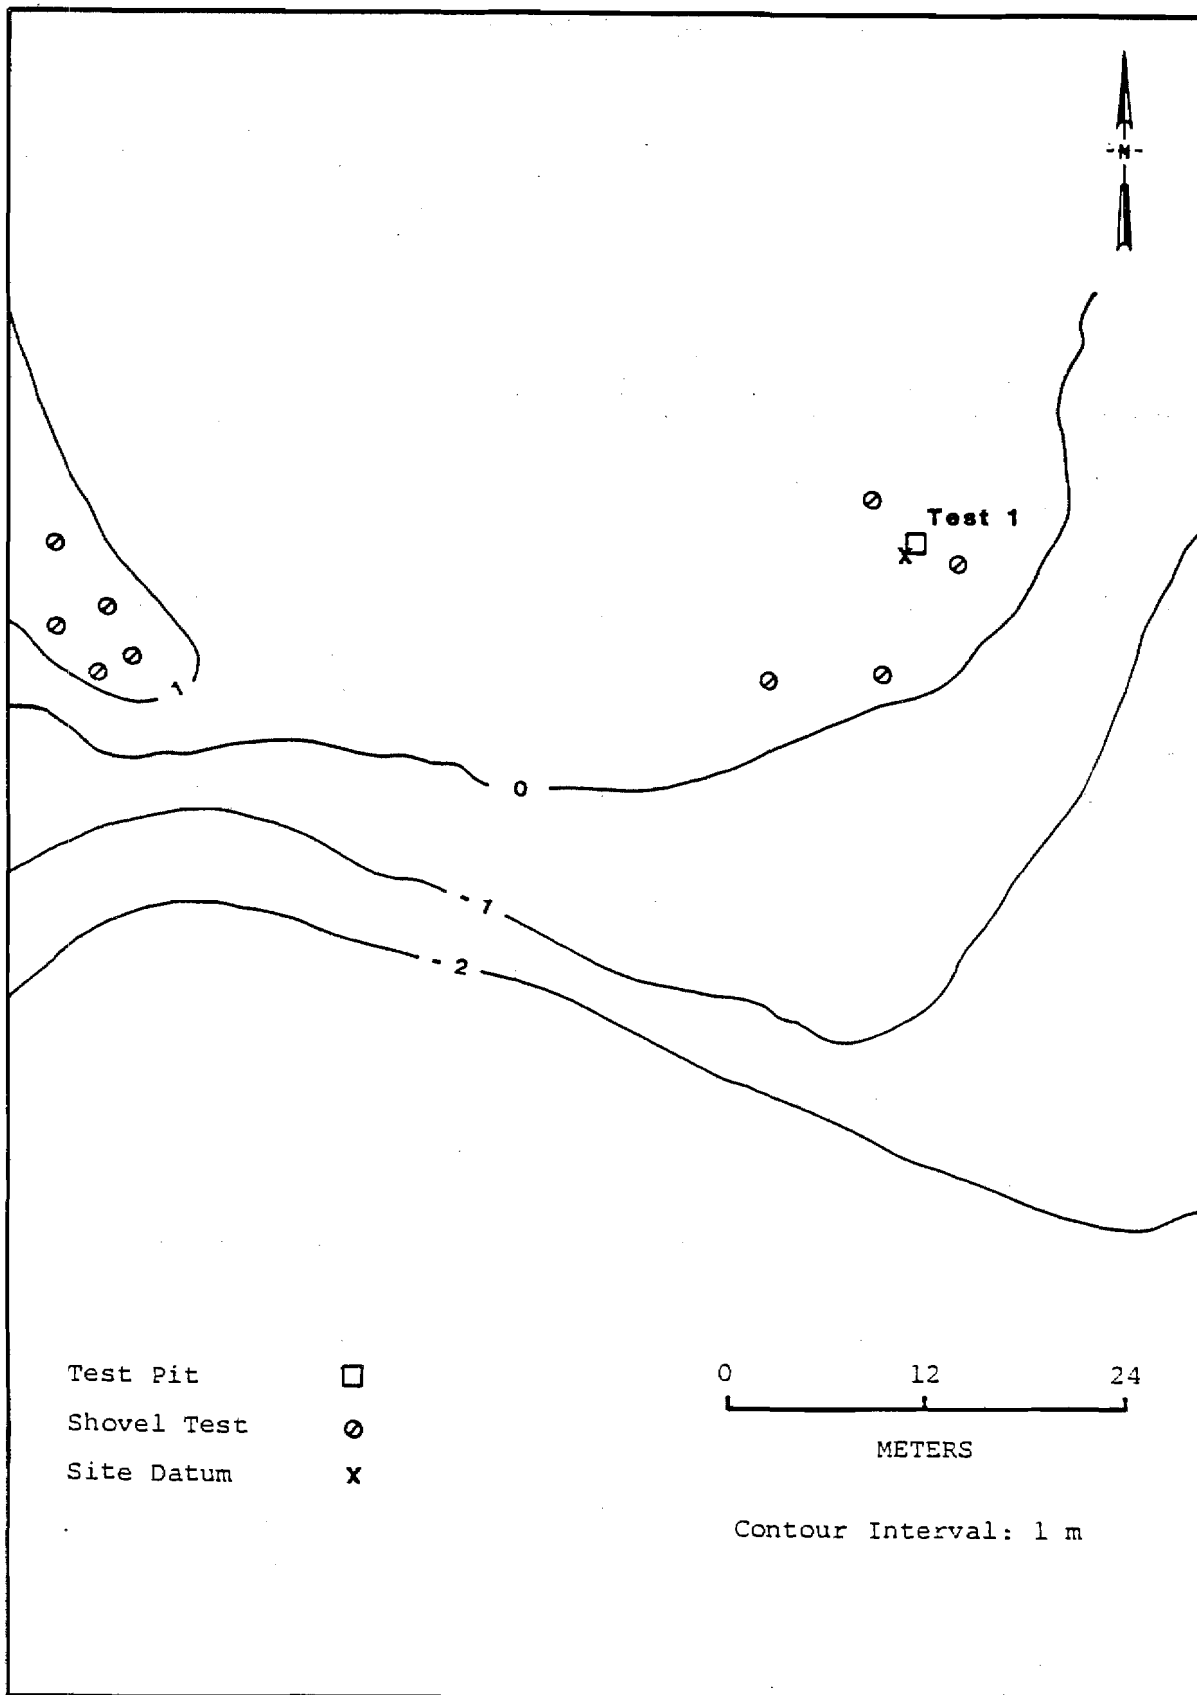 -N-
Test 1
X
1
0
-1
-2
Test Pit
Shovel Test
Site Datum X
0 12 24
METERS
Contour Interval: 1 m